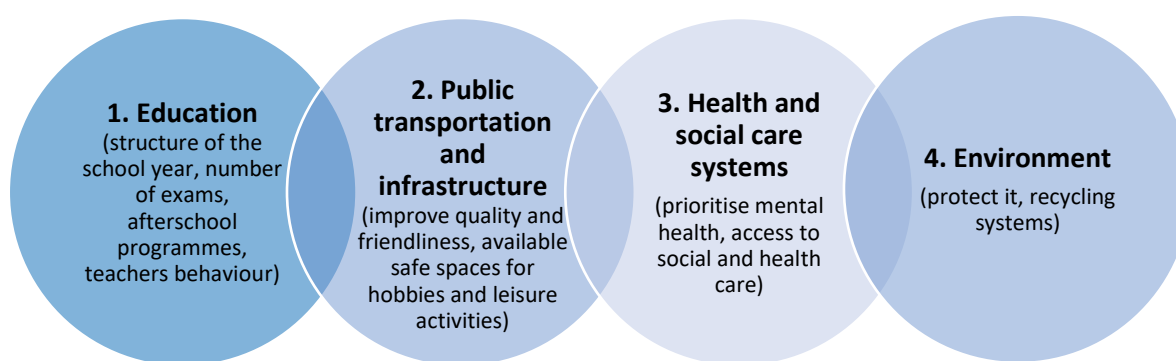 1. Education
(structure of the
school year, number
of exams,
afterschool
programmes,
teachers behaviour)
2. Public
transportation
and
infrastructure
(improve quality and
friendliness, available
safe spaces for
hobbies and leisure
activities)
3. Health and
social care
systems
(prioritise mental
health, access to
social and health
care)
4. Environment
(protect it, recycling
systems)